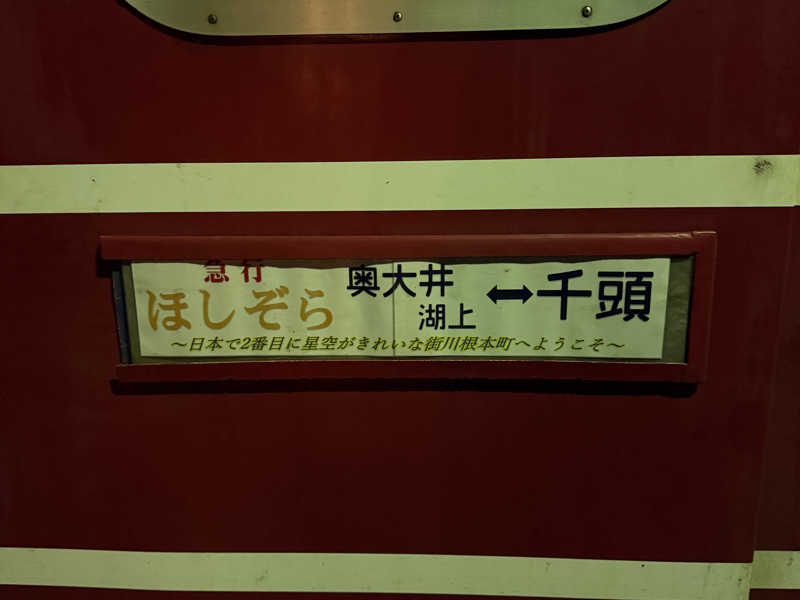 急行
ほしぞら
奥大井
湖上
↔千頭
～日本で2番目に星空がきれいな街川根本町へようこそ～